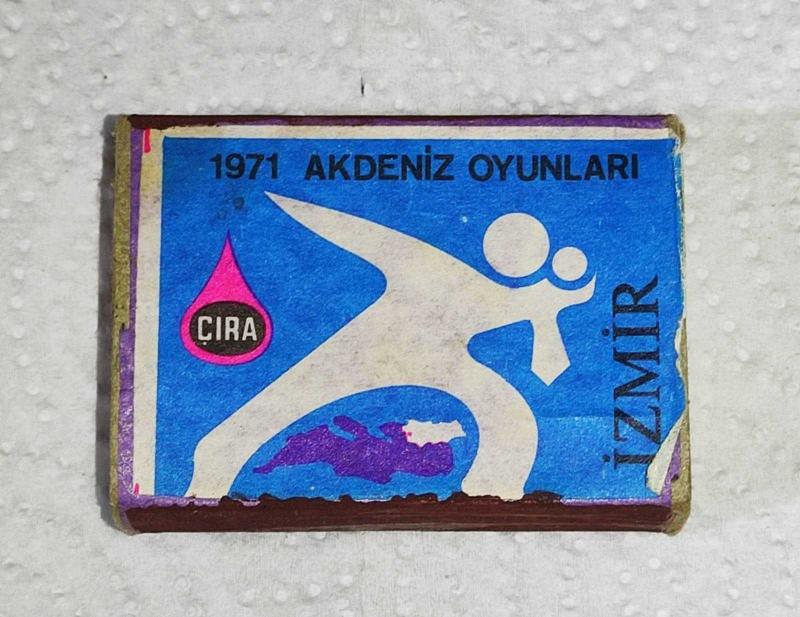 1971 AKDENİZ OYUNLARI
ÇIRA
İZMİR